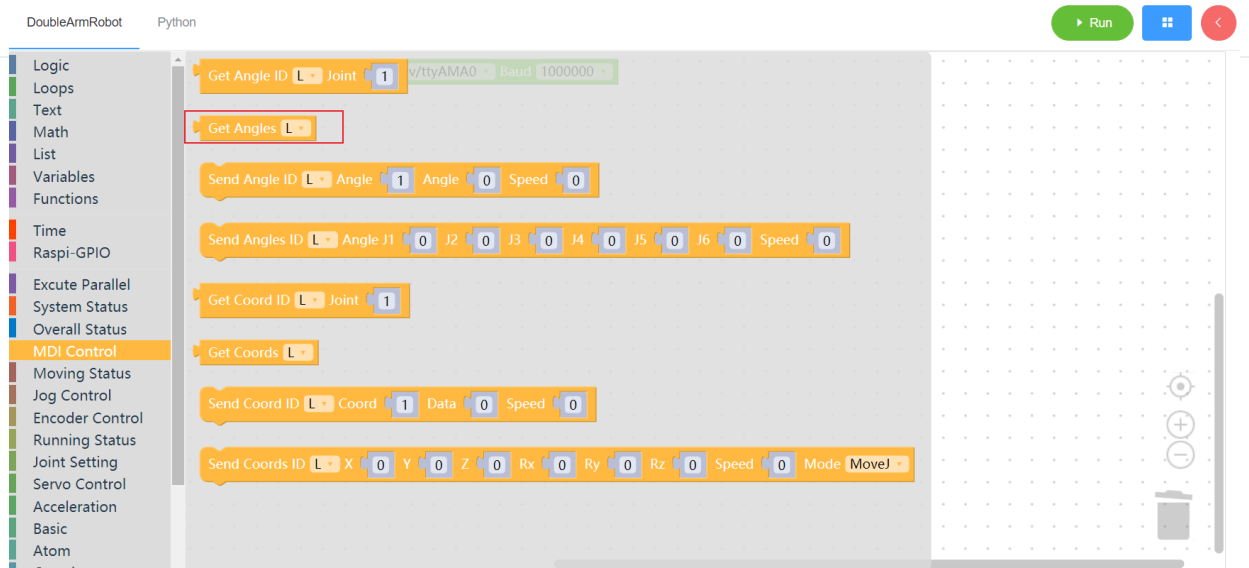 DoubleArmRobot Python Run
Logic
Loops
Text
Math
List
Variables
Functions
Time
Raspi-GPIO
Excute Parallel
System Status
Overall Status
MDI Control
Moving Status
Jog Control
Encoder Control
Running Status
Joint Setting
Servo Control
Acceleration
Basic
Atom
Get Angle ID L Joint 1 v/ttyAMA0 Baud 1000000
Get Angles L
Send Angle ID L Angle 1 Angle 0 Speed 0
Send Angles ID L Angle J1 0 J2 0 J3 0 J4 0 J5 0 J6 0 Speed 0
Get Coord ID L Joint 1
Get Coords L
Send Coord ID L Coord 1 Data 0 Speed 0
Send Coords ID L X 0 Y 0 Z 0 Rx 0 Ry 0 Rz 0 Speed 0 Mode MoveJ